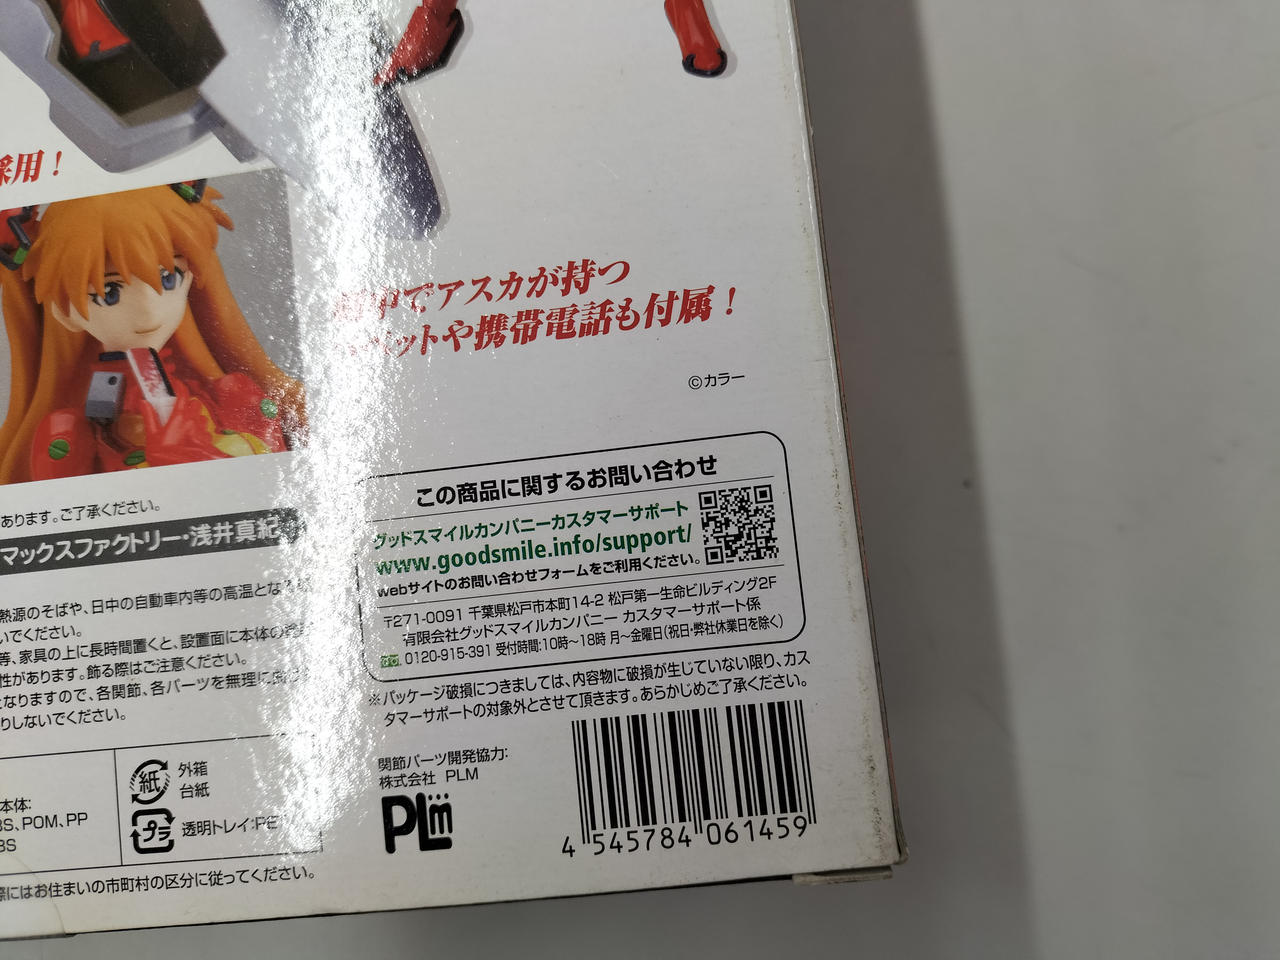 採用！
中でアスカが持つ
ットや携帯電話も付属！
©カラー
あります。ご了承ください。
マックスファクトリー・浅井真紀
熱源のそばや、日中の自動車内等の高温とな
いでください。
等、家具の上に長時間置くと、設置面に本体の
性があります。飾る際はご注意ください。
なりますので、各関節、各パーツを無理に
りしないでください。
この商品に関するお問い合わせ
グッドスマイルカンパニーカスタマーサポート
www.goodsmile.info/support/
webサイトのお問い合わせフォームをご利用ください。
〒271-0091 千葉県松戸市本町14-2 松戸第一生命ビルディング2F
有限会社グッドスマイルカンパニー カスタマーサポート係
0120-915-391 受付時間:10時〜18時 月〜金曜日(祝日・弊社休業日を除く)
※パッケージ破損につきましては、内容物に破損が生じていない限り、カス
タマーサポートの対象外とさせて頂きます。あらかじめご了承ください。
本体:
BS、POM、PP
BS
紙
外箱
台紙
プラ
透明トレイ:PE
際にはお住まいの市町村の区分に従ってください。
関節パーツ開発協力:
株式会社 PLM
PLm
4 545784 061459